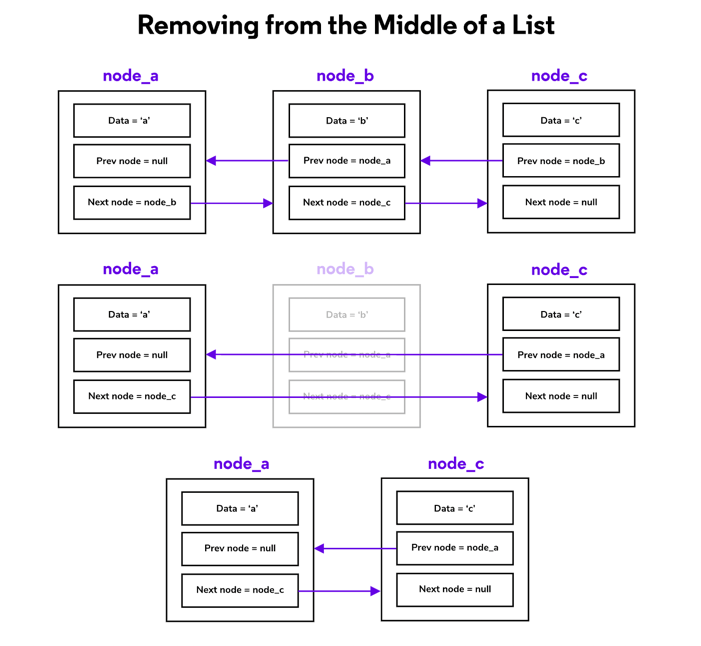 Removing from the Middle of a List
node_a
node_b
node_c
Data = ‘a’
Data = ‘b’
Data = ‘c’
Prev node = null
Prev node = node_a
Prev node = node_b
Next node = node_b
Next node = node_c
Next node = null
node_a
node_b
node_c
Data = ‘a’
Data = ‘b’
Data = ‘c’
Prev node = null
Prev node = node_a
Prev node = node_a
Next node = node_c
Next node = node_c
Next node = null
node_a
node_c
Data = ‘a’
Data = ‘c’
Prev node = null
Prev node = node_a
Next node = node_c
Next node = null